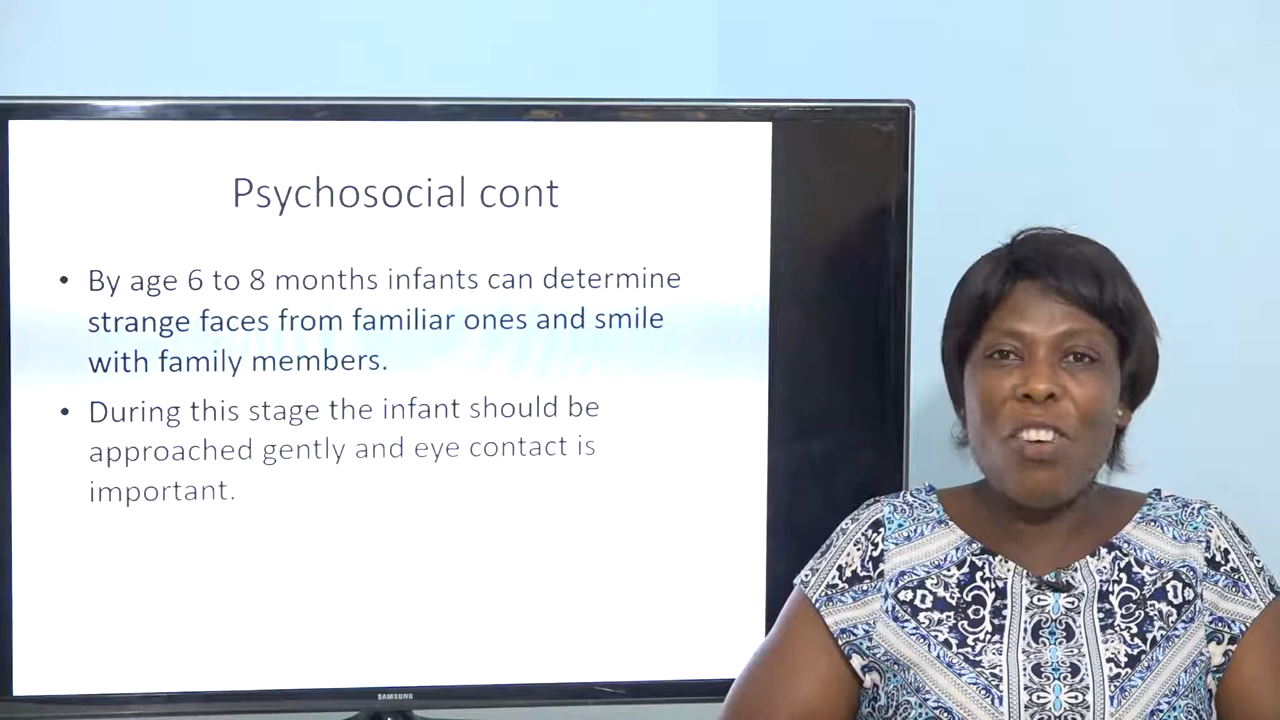 Psychosocial cont
• By age 6 to 8 months infants can determine
strange faces from familiar ones and smile
with family members.
• During this stage the infant should be
approached gently and eye contact is
important.
SAMSUNG